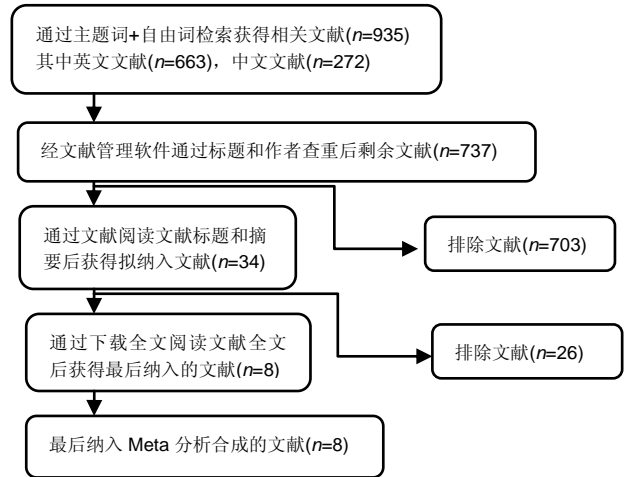 通过主题词+自由词检索获得相关文献(n=935)
其中英文文献(n=663)，中文文献(n=272)
经文献管理软件通过标题和作者查重后剩余文献(n=737)
通过文献阅读文献标题和摘
要后获得拟纳入文献(n=34)
排除文献(n=703)
通过下载全文阅读文献全文
后获得最后纳入的文献(n=8)
排除文献(n=26)
最后纳入 Meta 分析合成的文献(n=8)